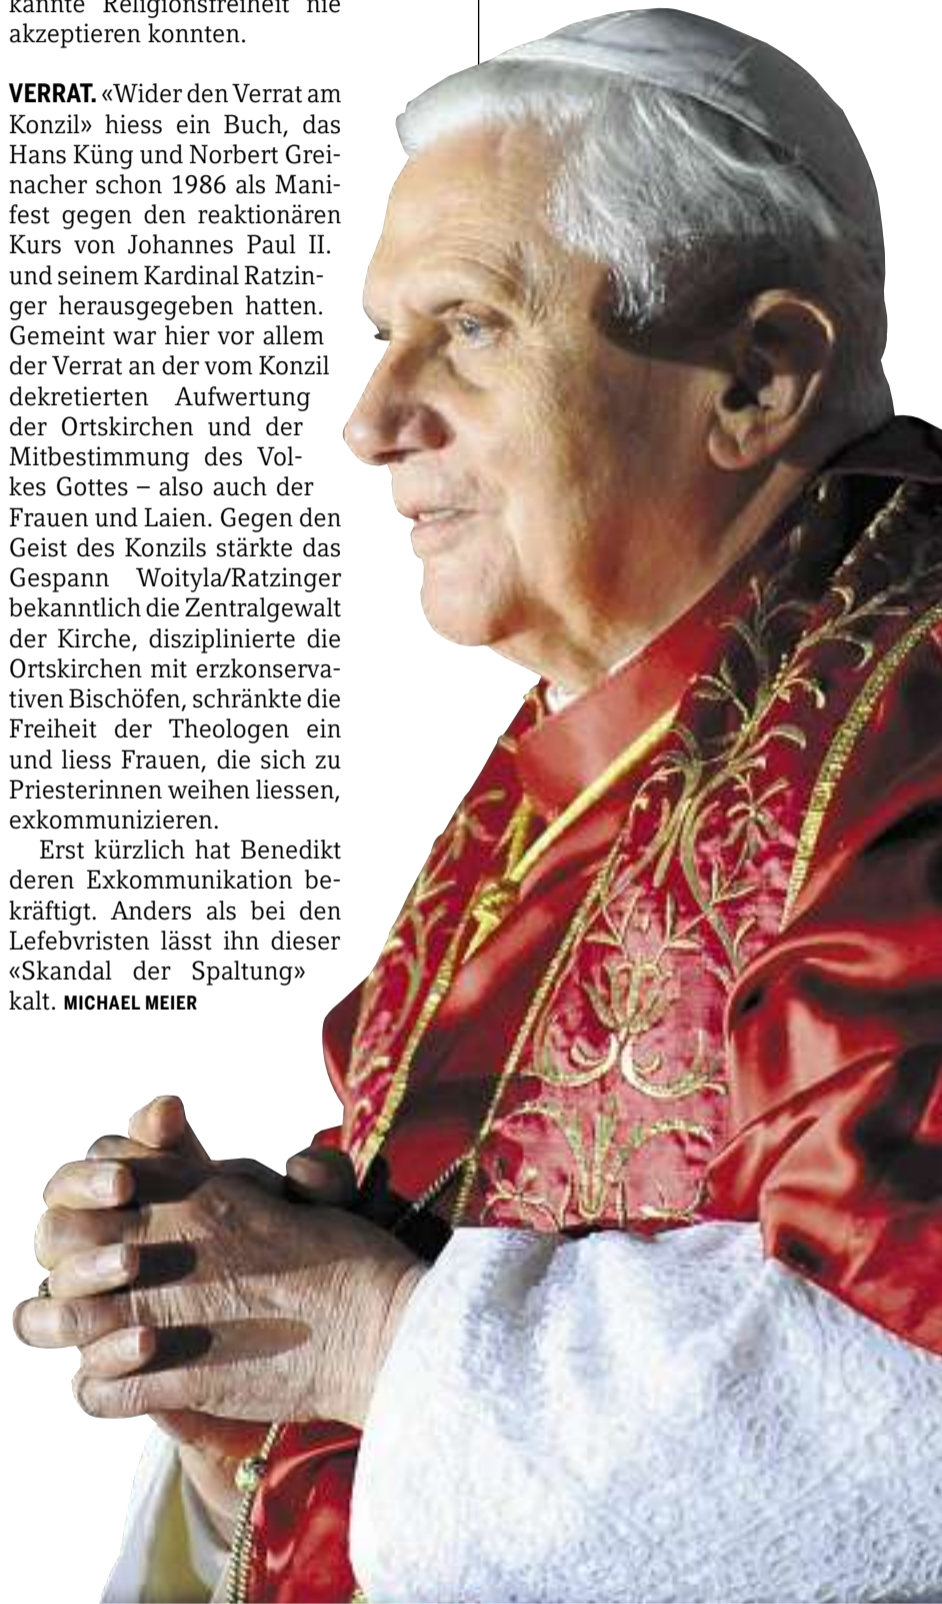 kannte Religionsfreiheit nie
akzeptieren konnten.
VERRAT. «Wider den Verrat am
Konzil» hiess ein Buch, das
Hans Küng und Norbert Grei-
nacher schon 1986 als Mani-
fest gegen den reaktionären
Kurs von Johannes Paul II.
und seinem Kardinal Ratzin-
ger herausgegeben hatten.
Gemeint war hier vor allem
der Verrat an der vom Konzil
dekretierten Aufwertung
der Ortskirchen und der
Mitbestimmung des Vol-
kes Gottes – also auch der
Frauen und Laien. Gegen den
Geist des Konzils stärkte das
Gespann Woityla/Ratzinger
bekanntlich die Zentralgewalt
der Kirche, disziplinierte die
Ortskirchen mit erzkonserva-
tiven Bischöfen, schränkte die
Freiheit der Theologen ein
und liess Frauen, die sich zu
Priesterinnen weihen liessen,
exkommunizieren.
Erst kürzlich hat Benedikt
deren Exkommunikation be-
kräftigt. Anders als bei den
Lefebvristen lässt ihn dieser
«Skandal der Spaltung»
kalt. MICHAEL MEIER